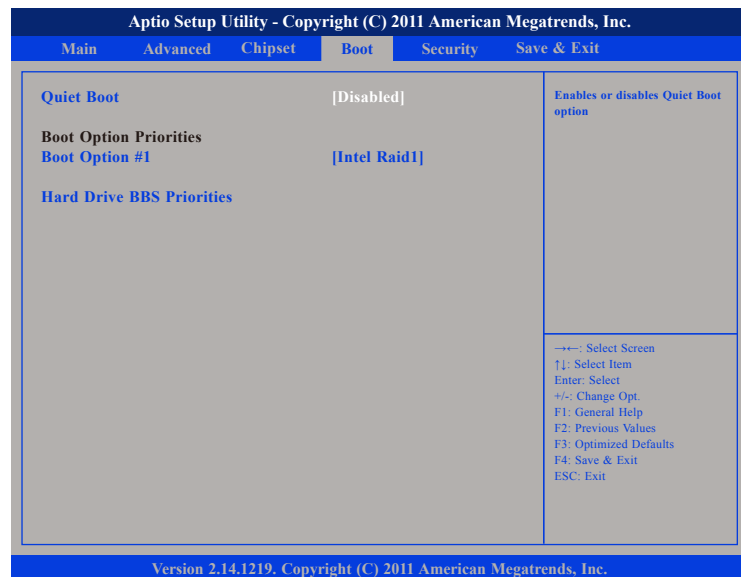 Aptio Setup Utility - Copyright (C) 2011 American Megatrends, Inc.
Main Advanced Chipset Boot Security Save & Exit
Quiet Boot [Disabled]
Boot Option Priorities
Boot Option #1 [Intel Raid1]
Hard Drive BBS Priorities
Enables or disables Quiet Boot
option
→←: Select Screen
↑↓: Select Item
Enter: Select
+/-: Change Opt.
F1: General Help
F2: Previous Values
F3: Optimized Defaults
F4: Save & Exit
ESC: Exit
Version 2.14.1219. Copyright (C) 2011 American Megatrends, Inc.